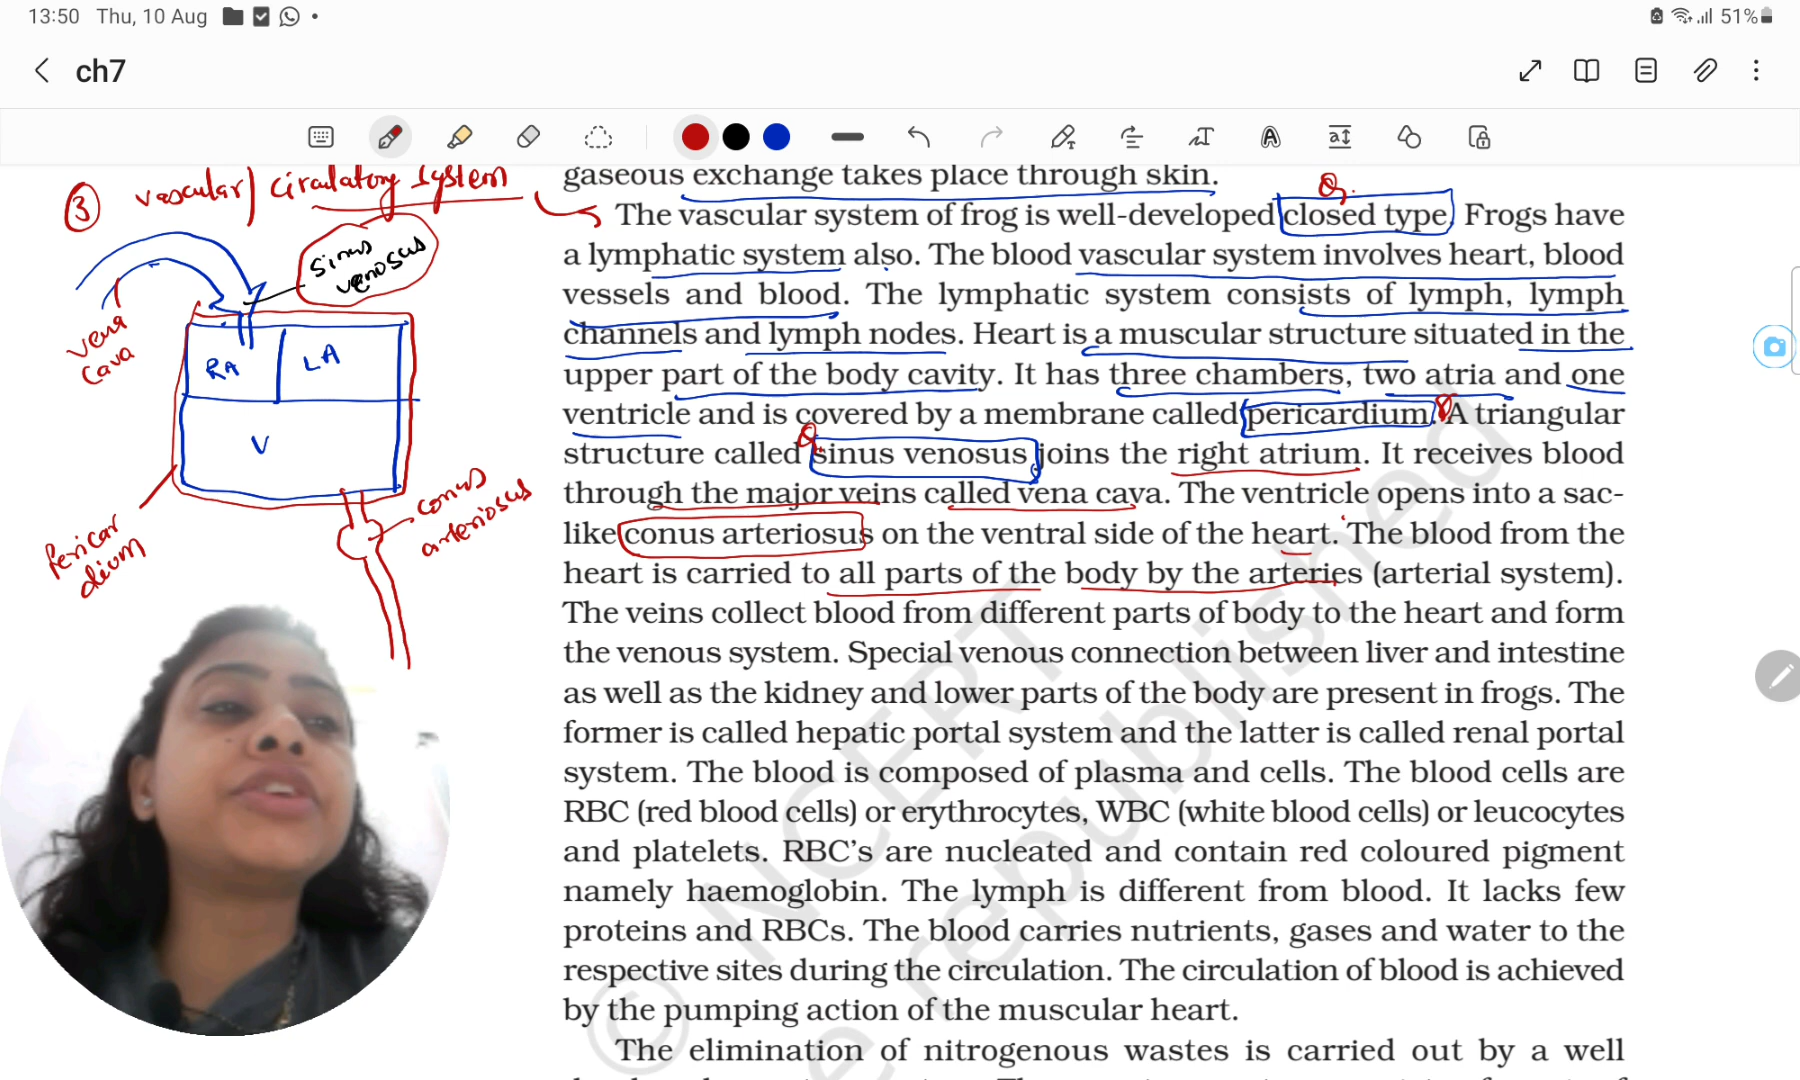 13:50 Thu, 10 Aug
51%
ch7
③ vascular/ circulatory system
sinus
venosus
vena
cava
RA
LA
V
Pericar
dium
conus
arteriosus
gaseous exchange takes place through skin.
Q.
The vascular system of frog is well-developed closed type. Frogs have
a lymphatic system also. The blood vascular system involves heart, blood
vessels and blood. The lymphatic system consists of lymph, lymph
channels and lymph nodes. Heart is a muscular structure situated in the
upper part of the body cavity. It has three chambers, two atria and one
ventricle and is covered by a membrane called pericardium. A triangular
Q
structure called sinus venosus joins the right atrium. It receives blood
through the major veins called vena cava. The ventricle opens into a sac-
like conus arteriosus on the ventral side of the heart. The blood from the
heart is carried to all parts of the body by the arteries (arterial system).
The veins collect blood from different parts of body to the heart and form
the venous system. Special venous connection between liver and intestine
as well as the kidney and lower parts of the body are present in frogs. The
former is called hepatic portal system and the latter is called renal portal
system. The blood is composed of plasma and cells. The blood cells are
RBC (red blood cells) or erythrocytes, WBC (white blood cells) or leucocytes
and platelets. RBC's are nucleated and contain red coloured pigment
namely haemoglobin. The lymph is different from blood. It lacks few
proteins and RBCs. The blood carries nutrients, gases and water to the
respective sites during the circulation. The circulation of blood is achieved
by the pumping action of the muscular heart.
The elimination of nitrogenous wastes is carried out by a well
© NCERT
republished